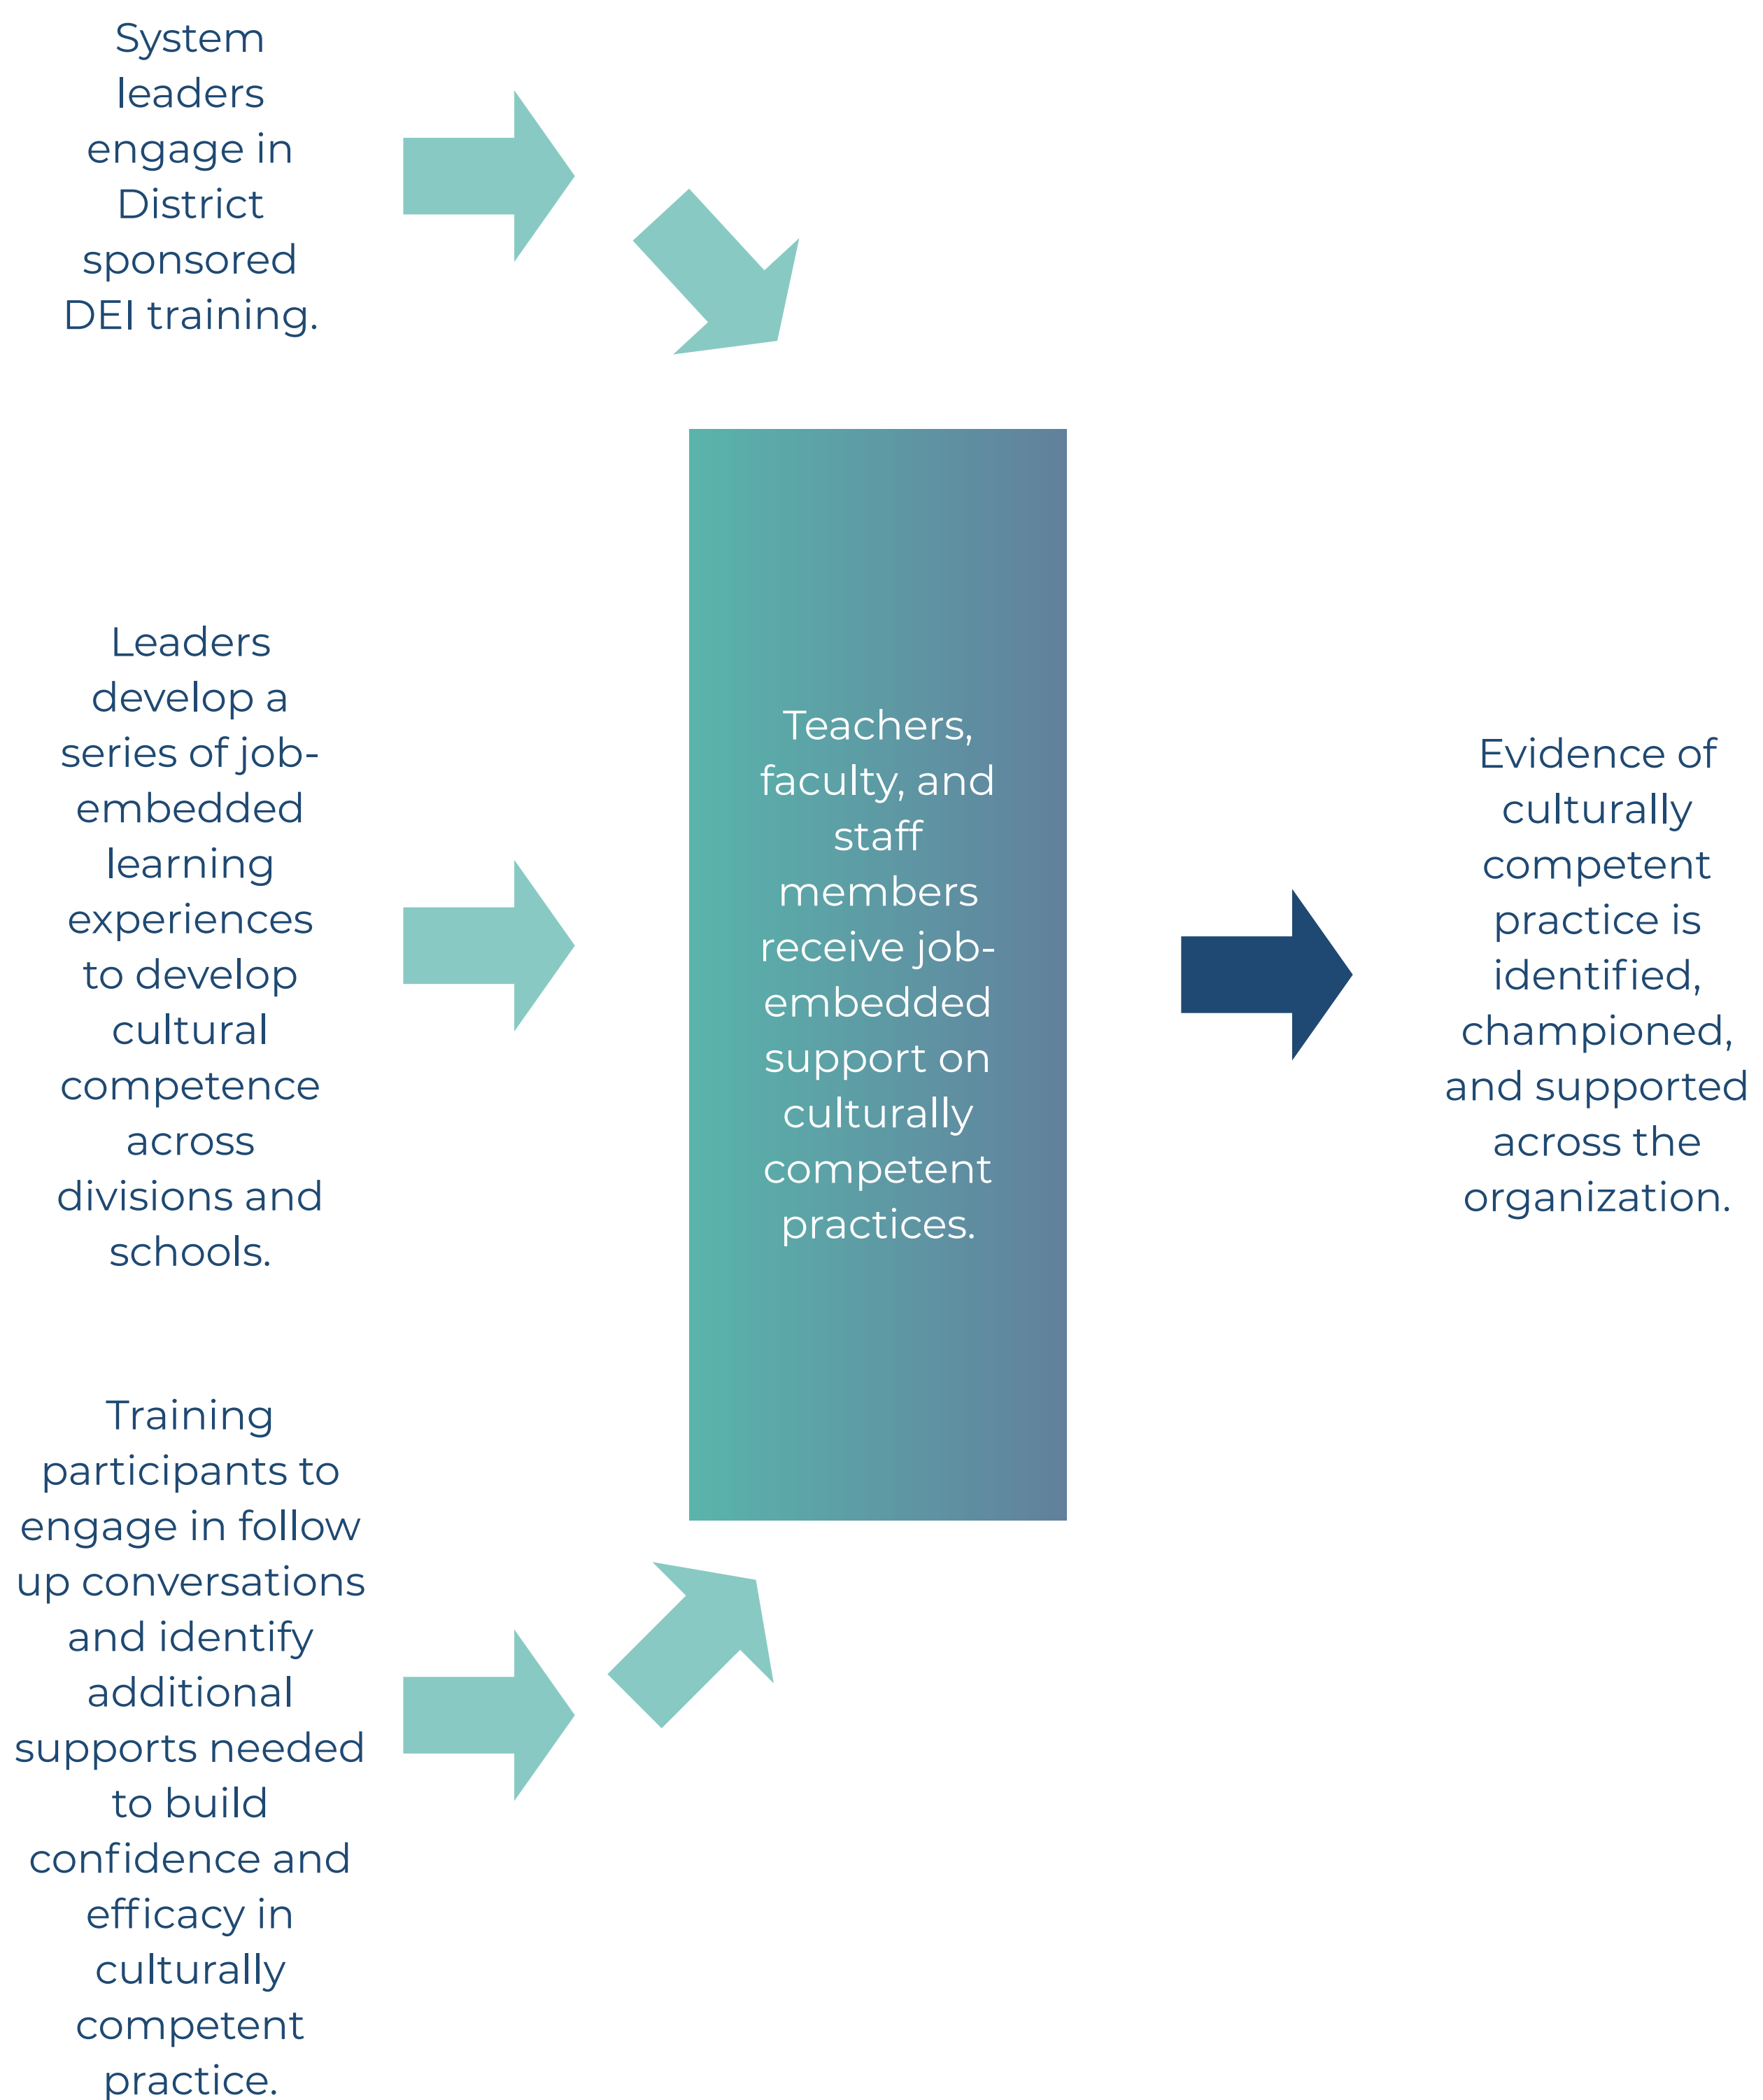 System
leaders
engage in
District
sponsored
DEI training.
Leaders
develop a
series of job-
embedded
learning
experiences
to develop
cultural
competence
across
divisions and
schools.
Training
participants to
engage in follow
up conversations
and identify
additional
supports needed
to build
confidence and
efficacy in
culturally
competent
practice.
Teachers,
faculty, and
staff
members
receive job-
embedded
support on
culturally
competent
practices.
Evidence of
culturally
competent
practice is
identified,
championed,
and supported
across the
organization.